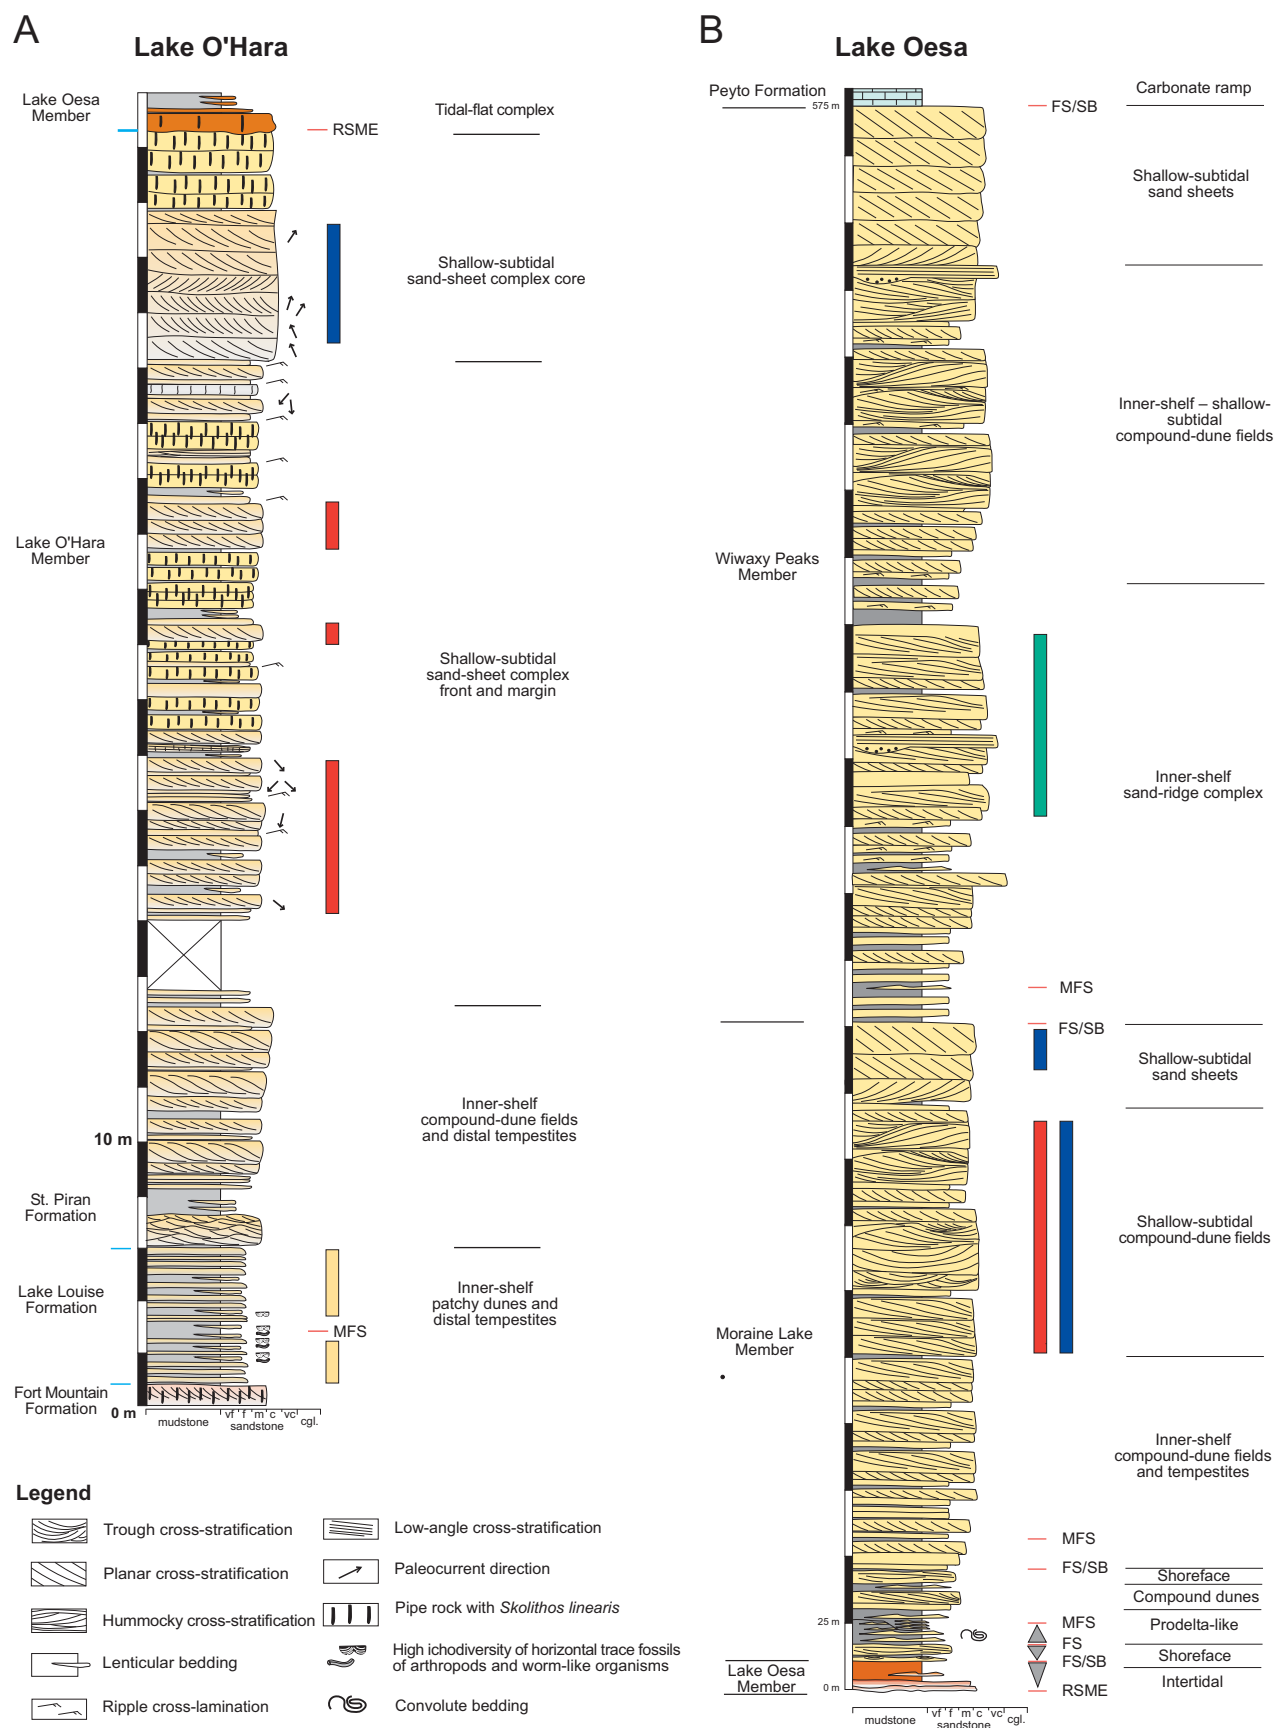 A
Lake O'Hara
Lake Oesa
Member
RSME
Tidal-flat complex
Shallow-subtidal
sand-sheet complex core
Lake O'Hara
Member
Shallow-subtidal
sand-sheet complex
front and margin
Inner-shelf
compound-dune fields
and distal tempestites
10 m
St. Piran
Formation
Lake Louise
Formation
Inner-shelf
patchy dunes and
distal tempestites
MFS
Fort Mountain
Formation
0 m
mudstone
vf f m c vc cgl.
sandstone
B
Lake Oesa
Peyto Formation
575 m
FS/SB
Carbonate ramp
Shallow-subtidal
sand sheets
Inner-shelf – shallow-
subtidal
compound-dune fields
Wiwaxy Peaks
Member
Inner-shelf
sand-ridge complex
MFS
FS/SB
Shallow-subtidal
sand sheets
Shallow-subtidal
compound-dune fields
Moraine Lake
Member
Inner-shelf
compound-dune fields
and tempestites
MFS
FS/SB
Shoreface
Compound dunes
25 m
MFS
Prodelta-like
FS
FS/SB
Shoreface
Lake Oesa
Member
Intertidal
0 m
RSME
mudstone
vf f m c vc cgl.
sandstone
Legend
Trough cross-stratification
Planar cross-stratification
Hummocky cross-stratification
Lenticular bedding
Ripple cross-lamination
Low-angle cross-stratification
Paleocurrent direction
Pipe rock with Skolithos linearis
High ichodiversity of horizontal trace fossils
of arthropods and worm-like organisms
Convolute bedding